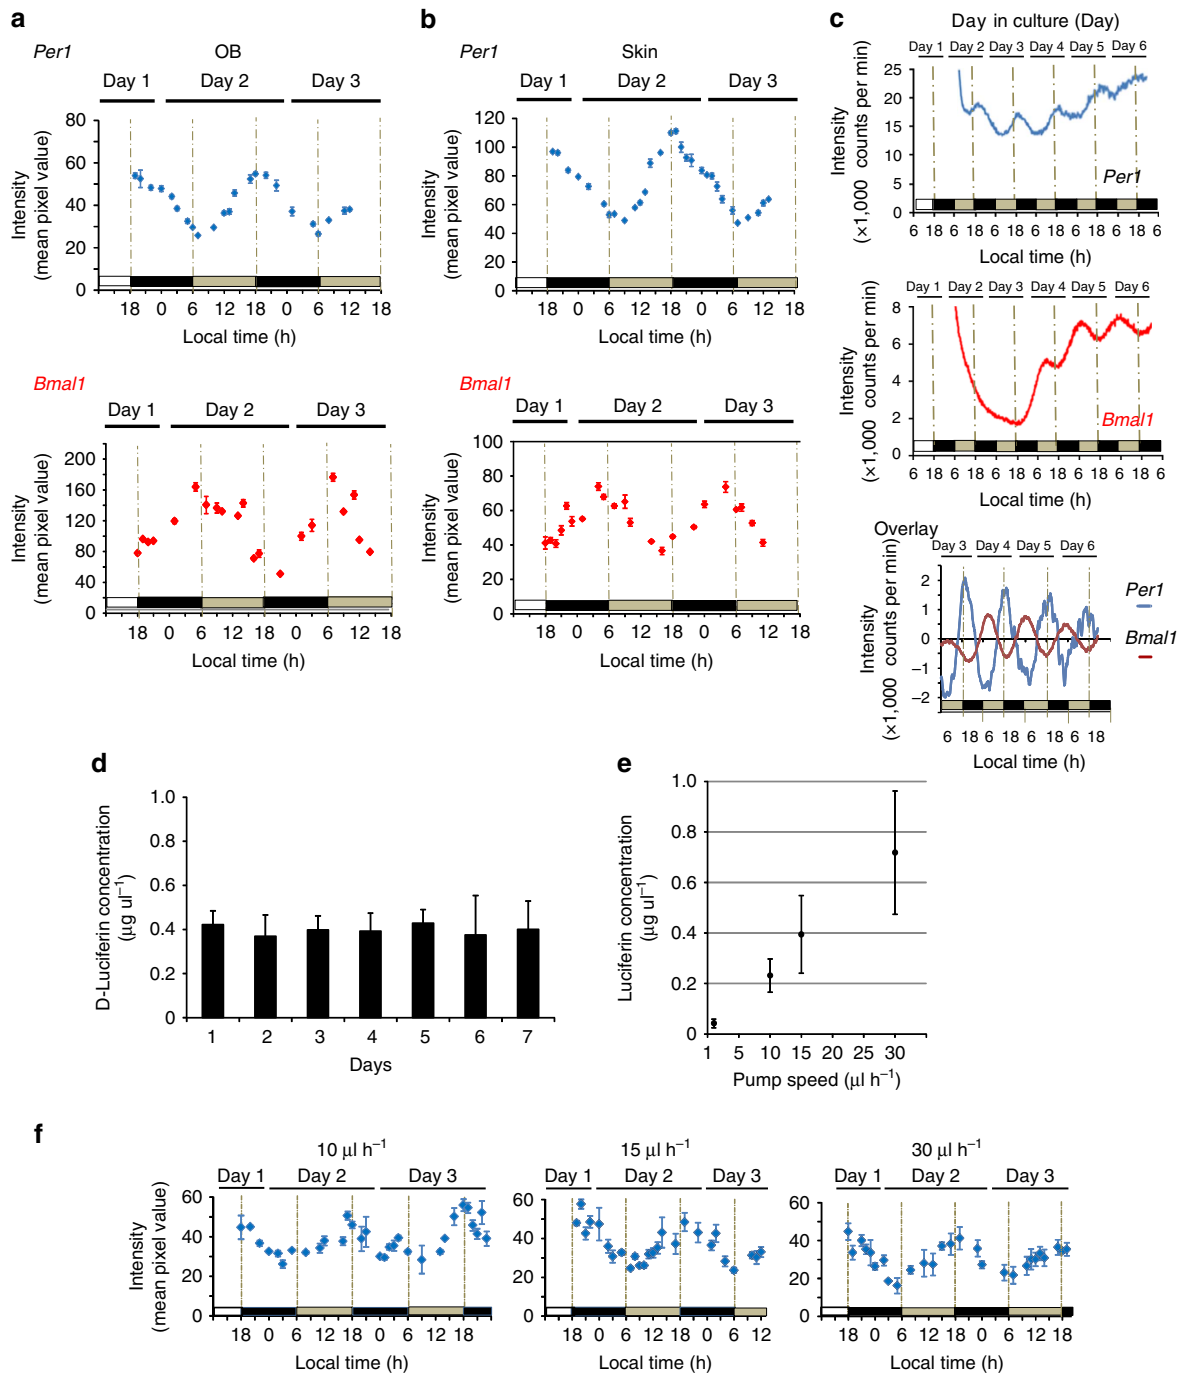 a
Per1
OB
Day 1
Day 2
Day 3
Intensity
(mean pixel value)
80
60
40
20
0
18 0 6 12 18 0 6 12 18
Local time (h)
Bmal1
Day 1
Day 2
Day 3
Intensity
(mean pixel value)
200
160
120
80
40
0
18 0 6 12 18 0 6 12 18
Local time (h)
b
Per1
Skin
Day 1
Day 2
Day 3
Intensity
(mean pixel value)
120
100
80
60
40
20
0
18 0 6 12 18 0 6 12 18
Local time (h)
Bmal1
Day 1
Day 2
Day 3
Intensity
(mean pixel value)
100
80
60
40
20
0
18 0 6 12 18 0 6 12 18
Local time (h)
c
Day in culture (Day)
Day 1 Day 2 Day 3 Day 4 Day 5 Day 6
Intensity
(×1,000 counts per min)
25
20
15
10
5
0
Per1
6 18 6 18 6 18 6 18 6 18 6 18 6
Local time (h)
Day 1 Day 2 Day 3 Day 4 Day 5 Day 6
Intensity
(×1,000 counts per min)
8
6
4
2
0
Bmal1
6 18 6 18 6 18 6 18 6 18 6 18 6
Local time (h)
Overlay
Day 3 Day 4 Day 5 Day 6
Intensity
(×1,000 counts per min)
2
1
0
−1
−2
Per1
Bmal1
6 18 6 18 6 18 6 18
Local time (h)
d
D-Luciferin concentration
(µg ul−1)
1.0
0.8
0.6
0.4
0.2
0
1 2 3 4 5 6 7
Days
e
Luciferin concentration
(µg ul−1)
1.0
0.8
0.6
0.4
0.2
0
1 5 10 15 20 25 30
Pump speed (µl h−1)
f
10 µl h−1
Day 1
Day 2
Day 3
Intensity
(mean pixel value)
60
40
20
0
18 0 6 12 18 0 6 12 18
Local time (h)
15 µl h−1
Day 1
Day 2
Day 3
60
40
20
0
18 0 6 12 18 0 6 12
Local time (h)
30 µl h−1
Day 1
Day 2
Day 3
60
40
20
0
18 0 6 12 18 0 6 12 18
Local time (h)